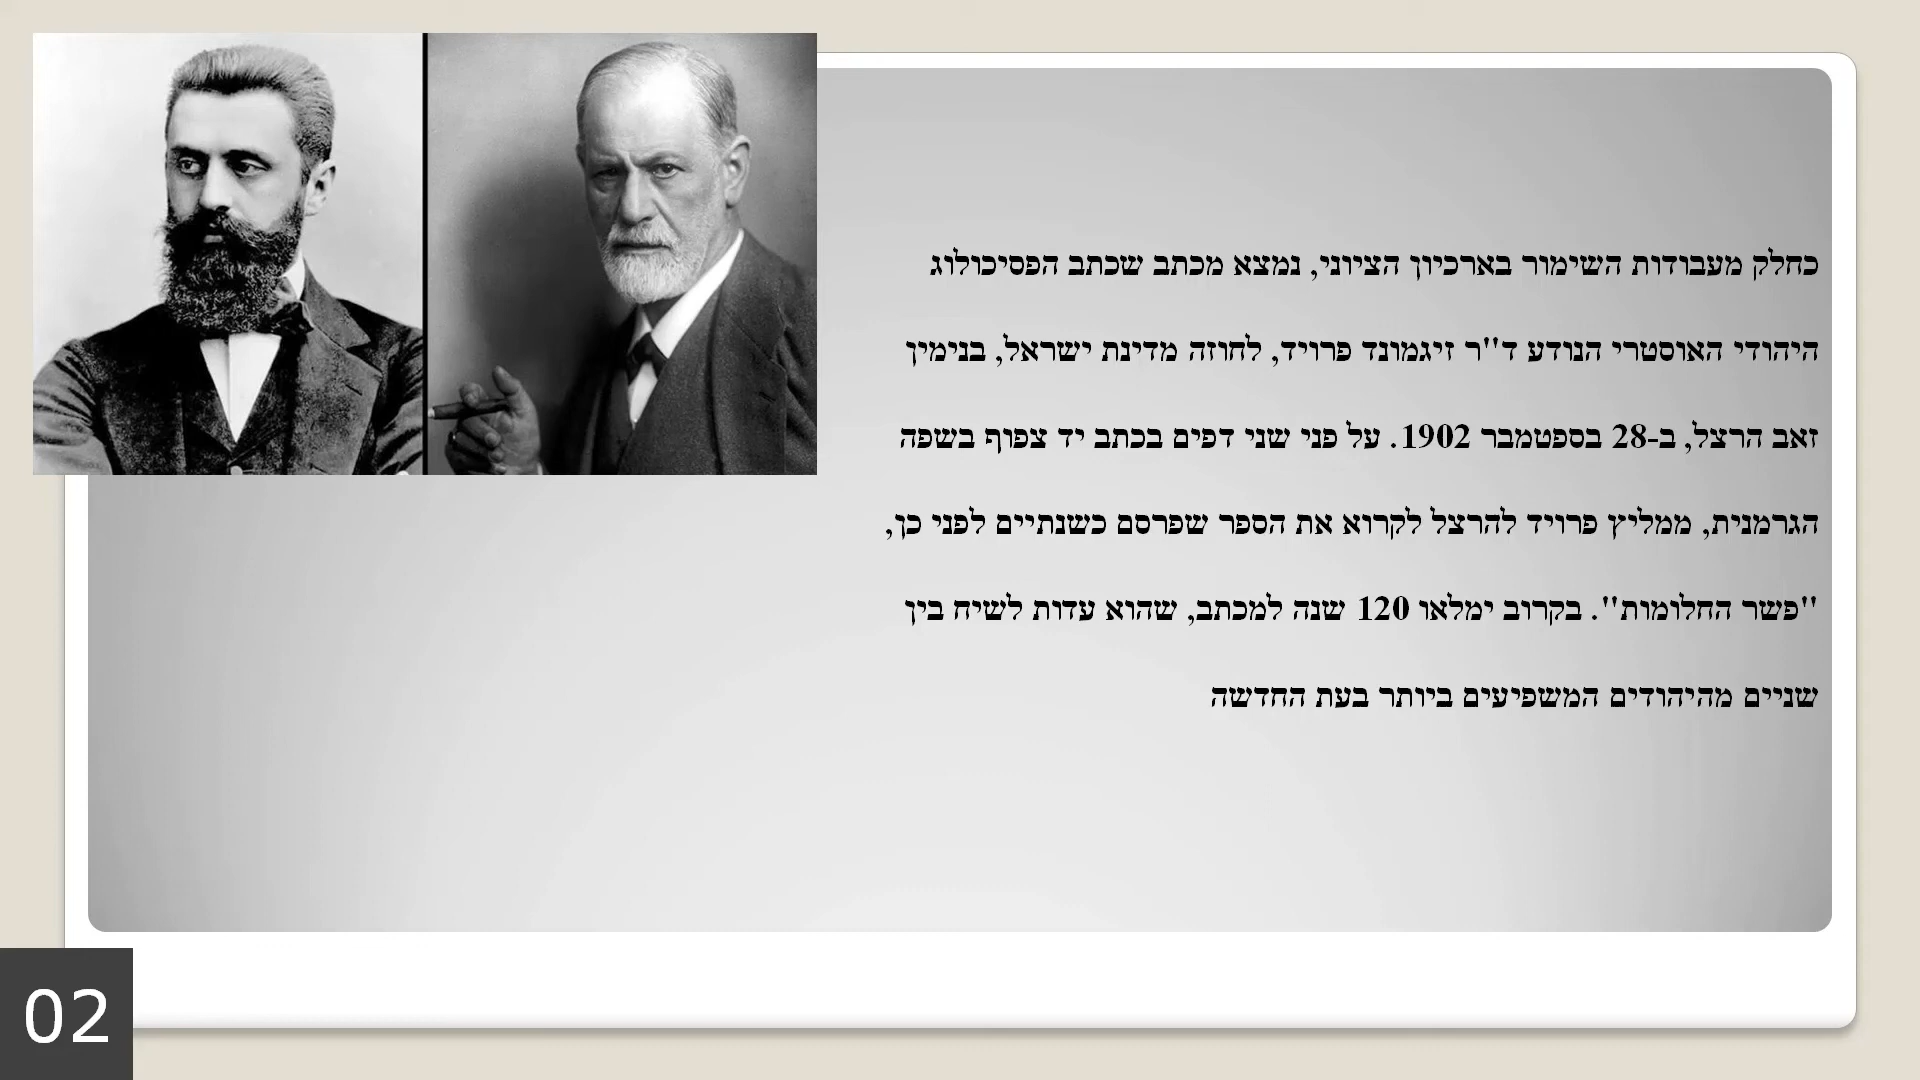 כחלק מעבודות השימור בארכיון הציוני, נמצא מכתב שכתב הפסיכולוג
היהודי האוסטרי הנודע ד"ר זיגמונד פרויד, לחוזה מדינת ישראל, בנימין
זאב הרצל, ב-28 בספטמבר 1902. על פני שני דפים בכתב יד צפוף בשפה
הגרמנית, ממליץ פרויד להרצל לקרוא את הספר שפרסם כשנתיים לפני כן,
"פשר החלומות". בקרוב ימלאו 120 שנה למכתב, שהוא עדות לשיח בין
שניים מהיהודים המשפיעים ביותר בעת החדשה
02